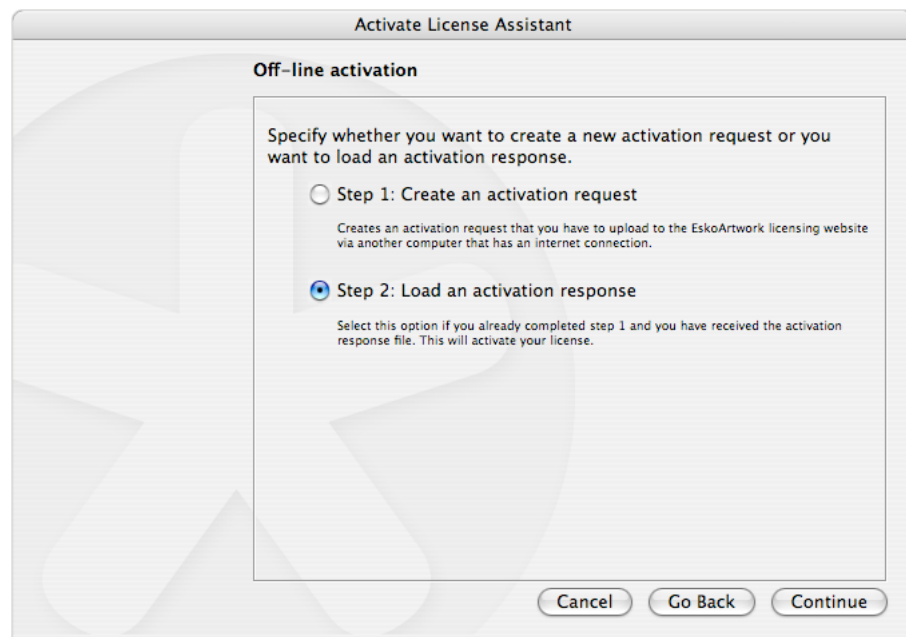 Activate License Assistant
Off-line activation
Specify whether you want to create a new activation request or you
want to load an activation response.
Step 1: Create an activation request
Creates an activation request that you have to upload to the EskoArtwork licensing website
via another computer that has an internet connection.
Step 2: Load an activation response
Select this option if you already completed step 1 and you have received the activation
response file. This will activate your license.
Cancel Go Back Continue